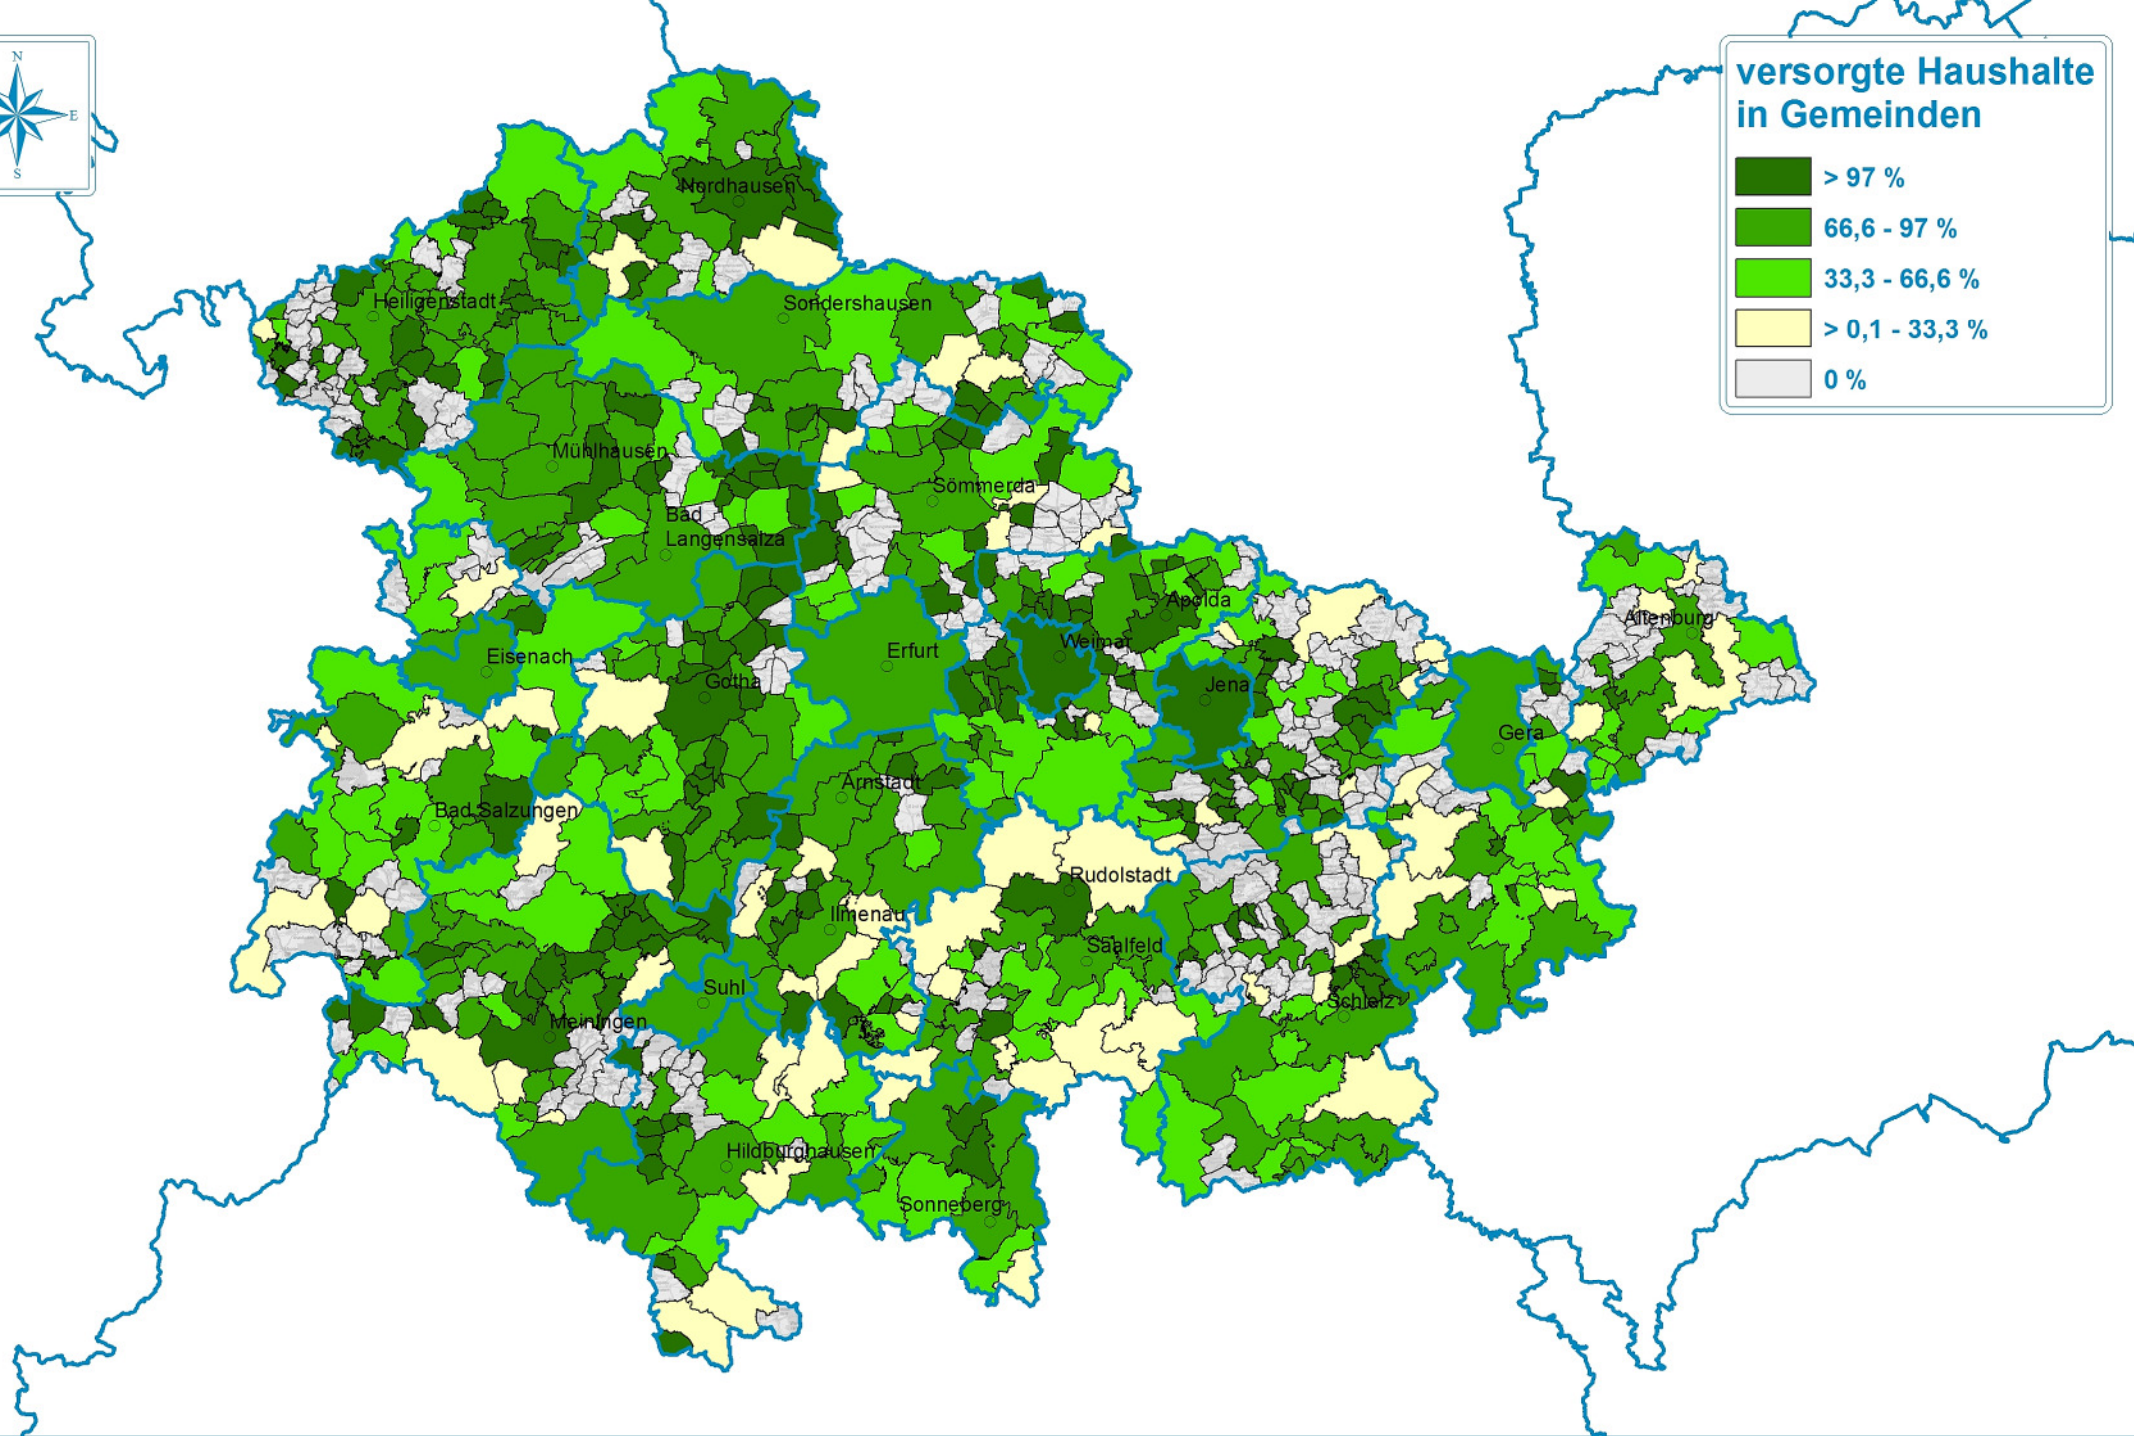 N
E
S
versorgte Haushalte
in Gemeinden
> 97 %
66,6 - 97 %
33,3 - 66,6 %
> 0,1 - 33,3 %
0 %
Nordhausen
Heiligenstadt
Sondershausen
Mühlhausen
Sömmerda
Bad
Langensalza
Apolda
Altenburg
Eisenach
Erfurt
Weimar
Gotha
Jena
Gera
Arnstadt
Bad Salzungen
Rudolstadt
Ilmenau
Saalfeld
Suhl
Schleiz
Meiningen
Hildburghausen
Sonneberg